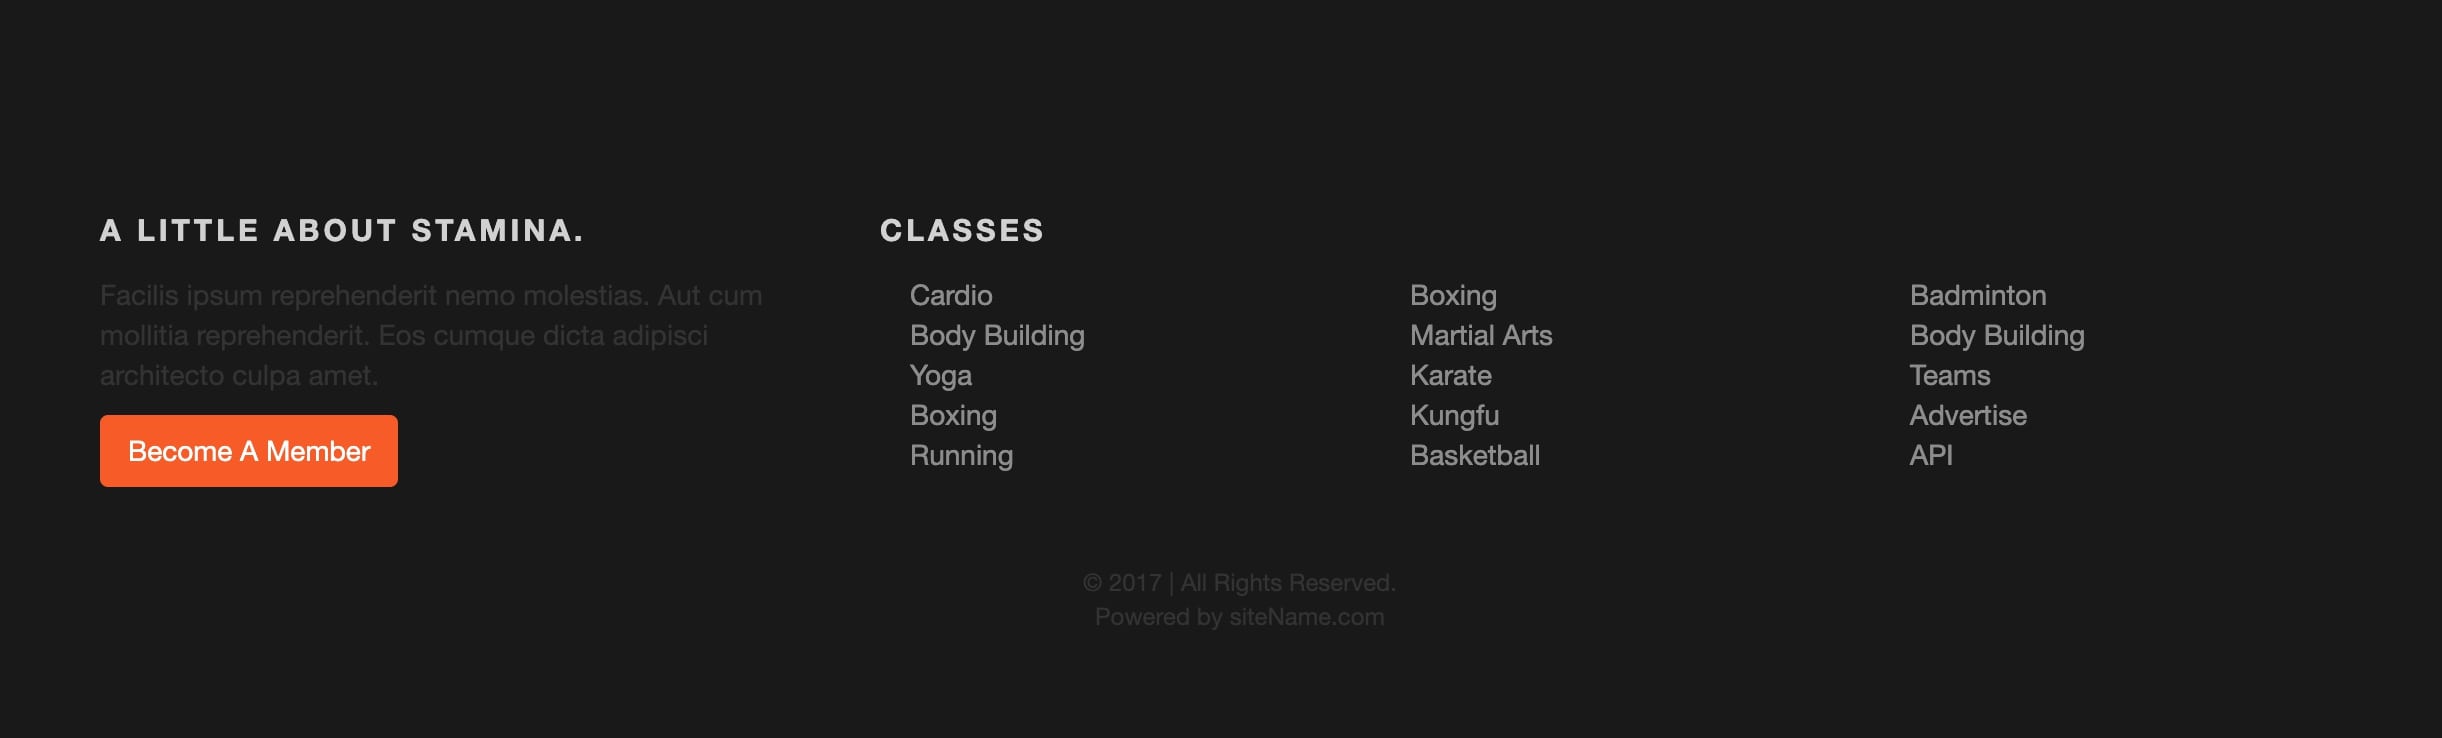 A LITTLE ABOUT STAMINA.
Facilis ipsum reprehenderit nemo molestias. Aut cum
mollitia reprehenderit. Eos cumque dicta adipisci
architecto culpa amet.
Become A Member
CLASSES
Cardio
Body Building
Yoga
Boxing
Running
Boxing
Martial Arts
Karate
Kungfu
Basketball
Badminton
Body Building
Teams
Advertise
API
© 2017 | All Rights Reserved.
Powered by siteName.com